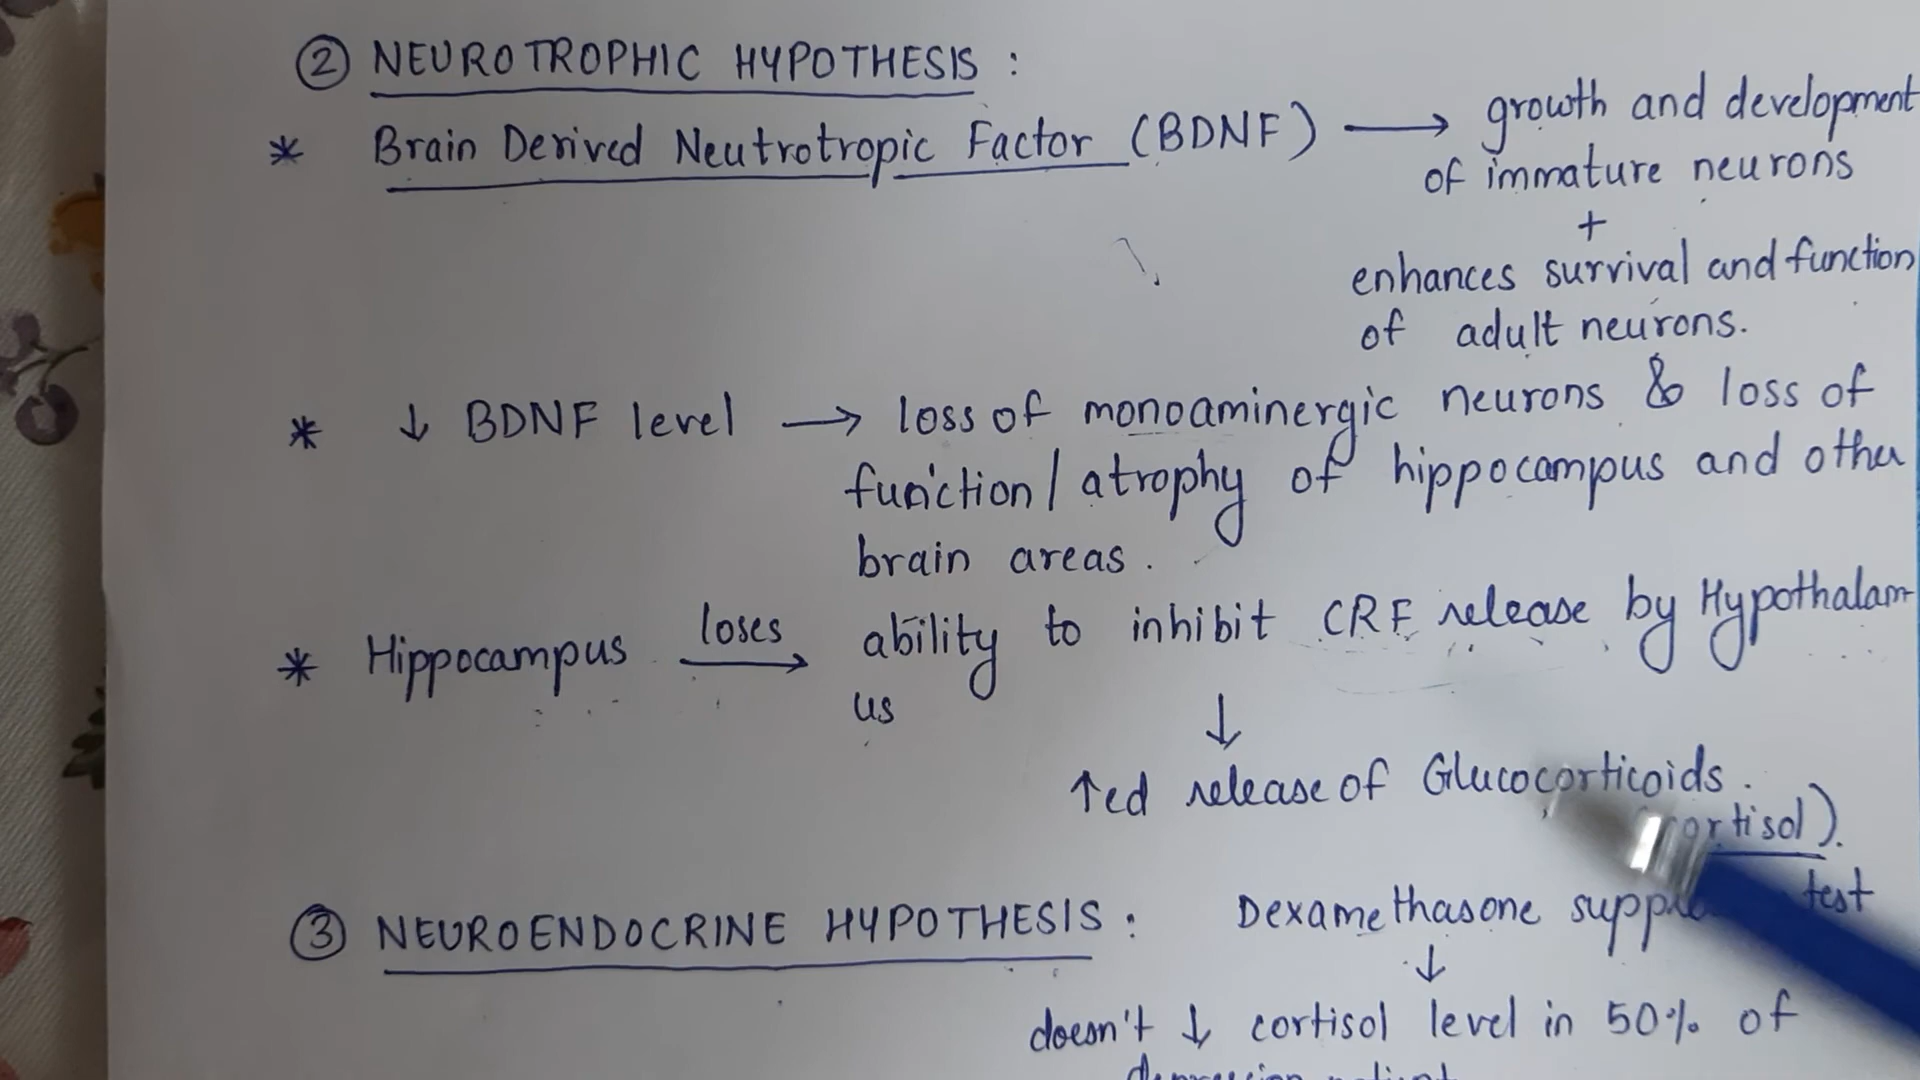 ② NEUROTROPHIC HYPOTHESIS :
* Brain Derived Neutrotropic Factor (BDNF) → growth and development
of immature neurons
+
enhances survival and function
of adult neurons.
* ↓ BDNF level → loss of monoaminergic neurons & loss of
function / atrophy of hippocampus and other
brain areas.
* Hippocampus loses → ability to inhibit CRF release by Hypothalam-
us
↓
↑ed release of Glucocorticoids.
(cortisol).
③ NEUROENDOCRINE HYPOTHESIS : Dexamethasone test
↓
doesn't ↓ cortisol level in 50% of